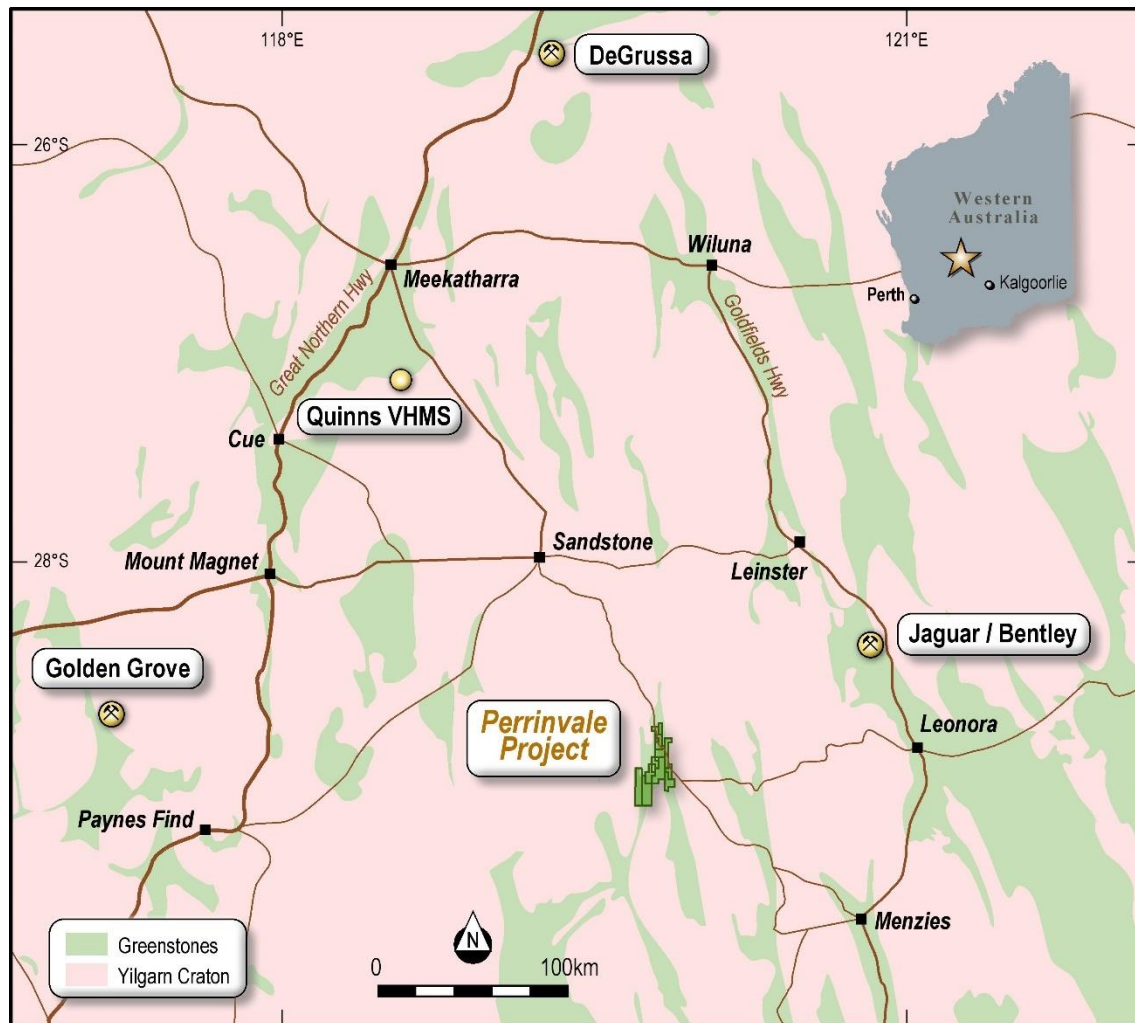 118°E
121°E
DeGrussa
26°S
Western
Australia
Perth
Kalgoorlie
Wiluna
Meekatharra
Great Northern Hwy
Goldfields Hwy
Quinns VHMS
Cue
Sandstone
28°S
Mount Magnet
Leinster
Jaguar / Bentley
Golden Grove
Perrinvale
Project
Leonora
Paynes Find
Menzies
Greenstones
Yilgarn Craton
N
0
100km